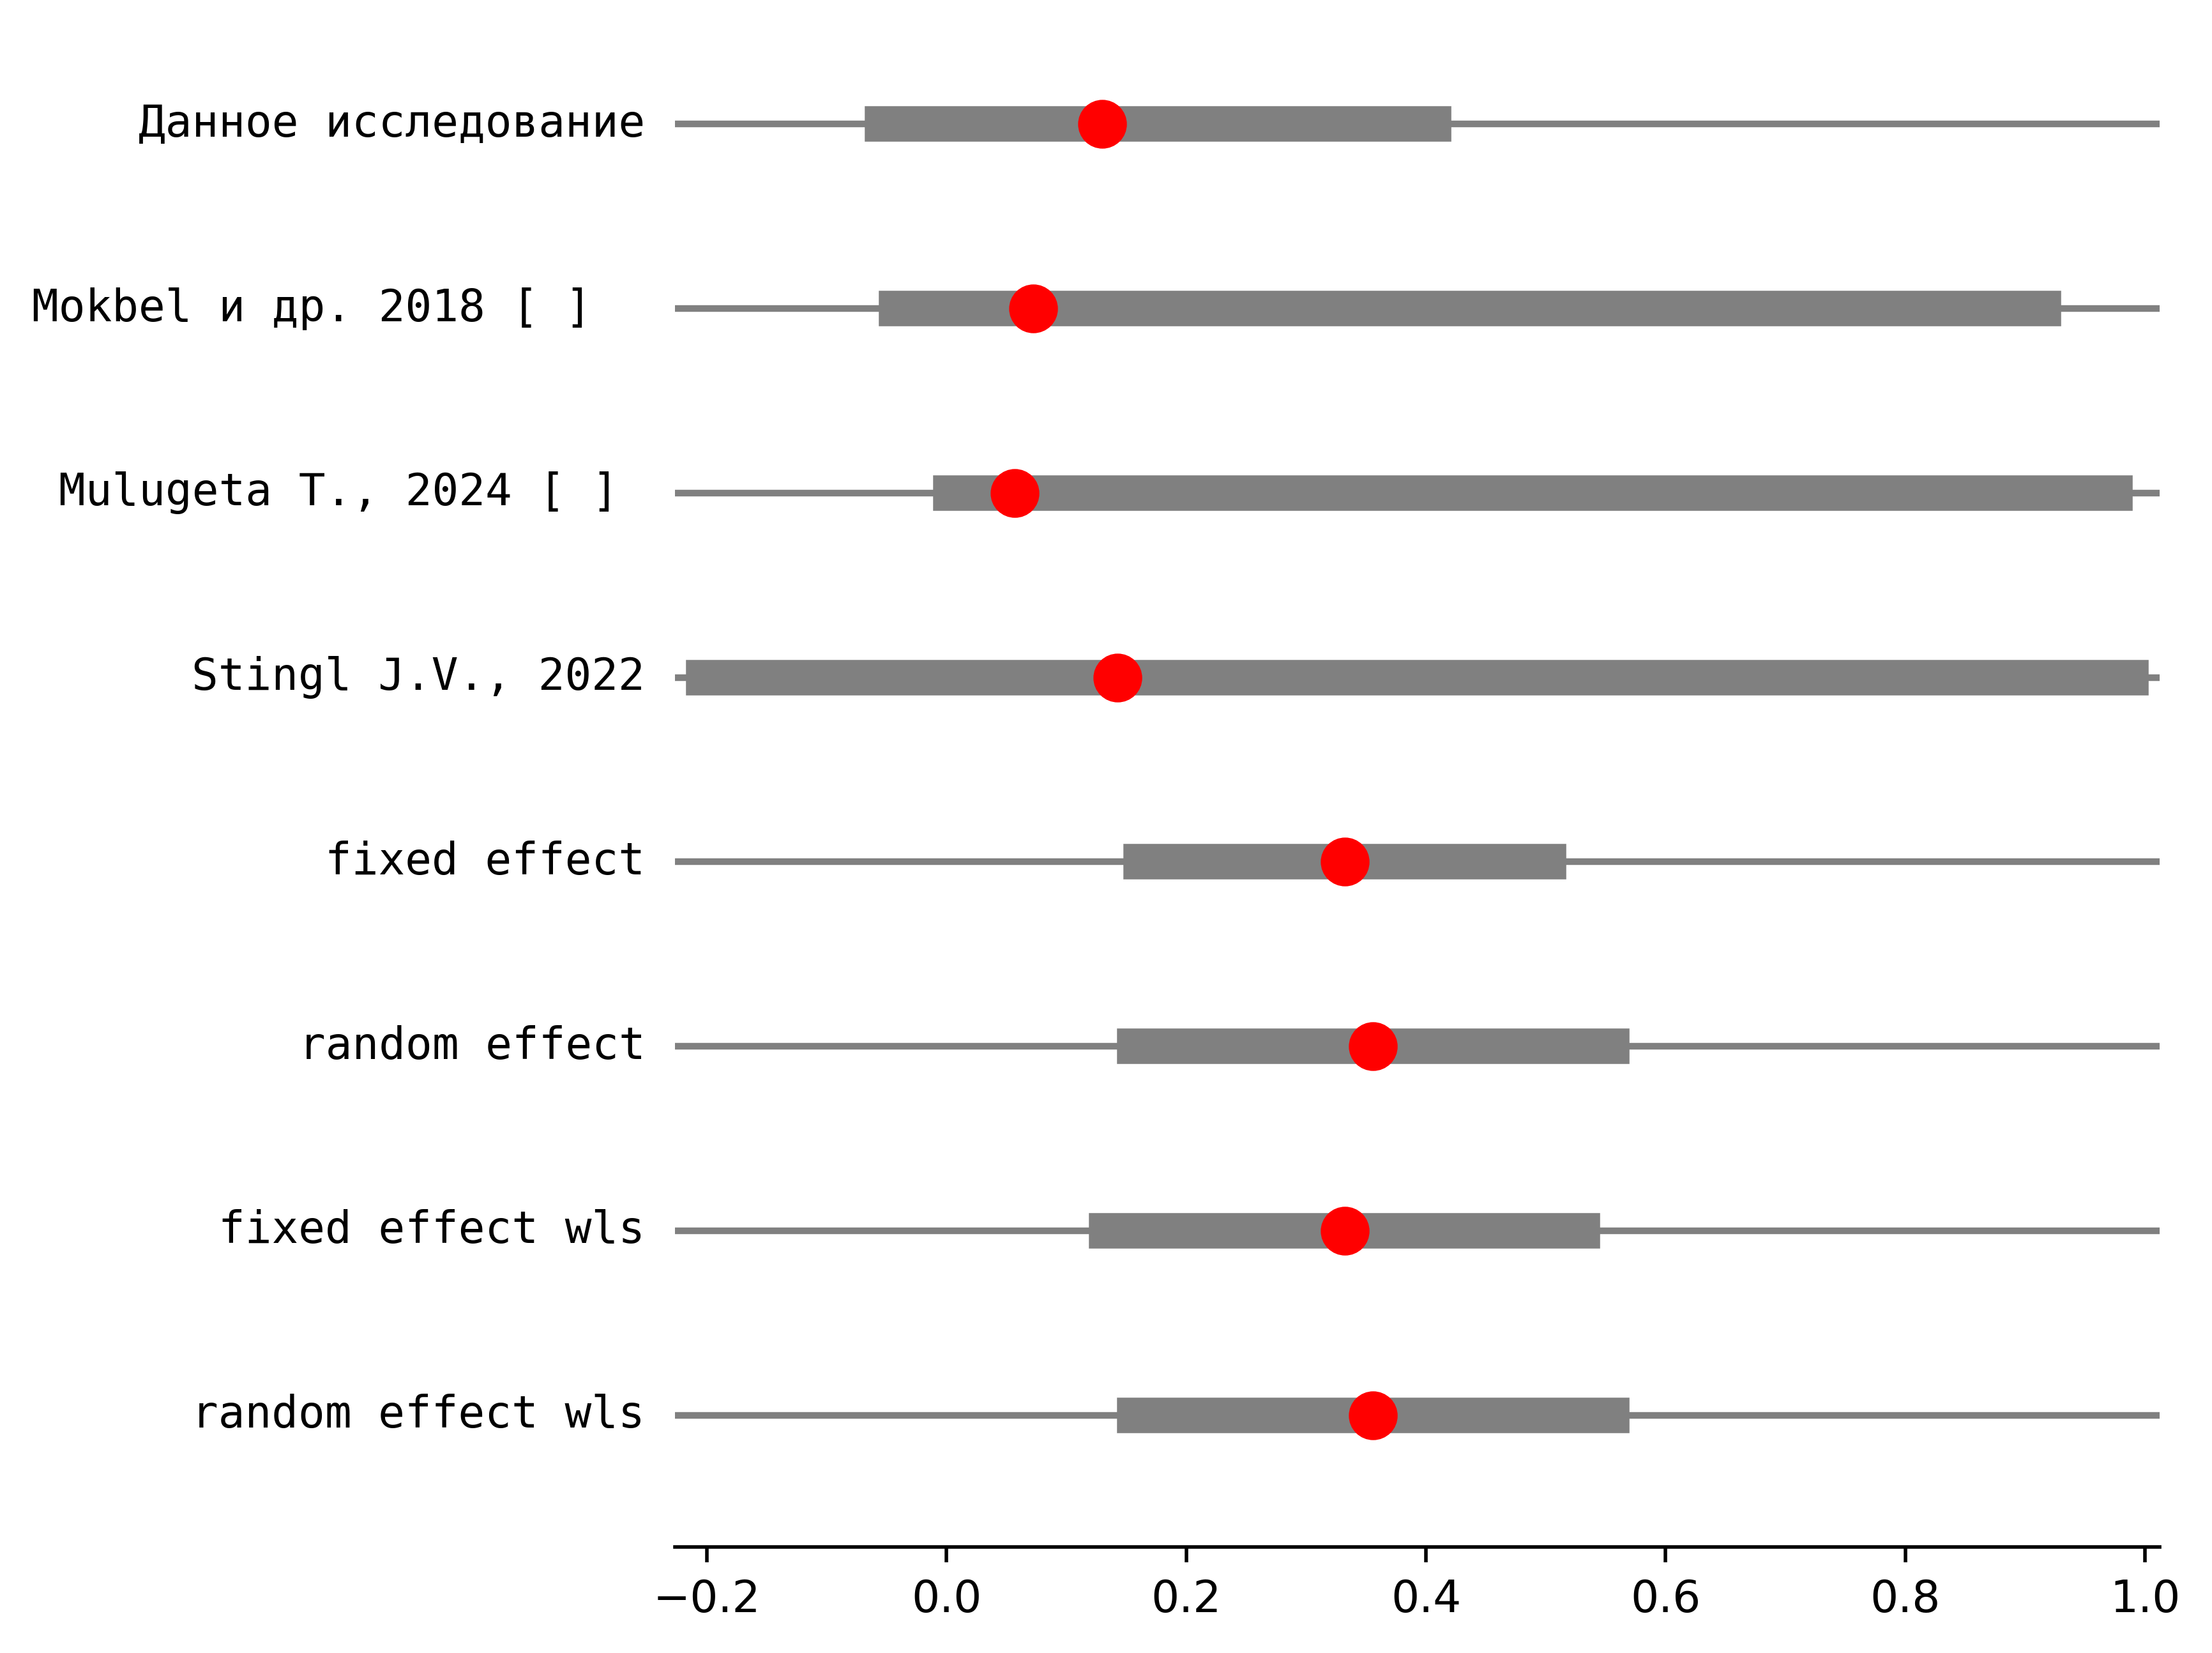 Данное исследование
Mokbel и др. 2018 [ ]
Mulugeta T., 2024 [ ]
Stingl J.V., 2022
fixed effect
random effect
fixed effect wls
random effect wls
−0.2 0.0 0.2 0.4 0.6 0.8 1.0